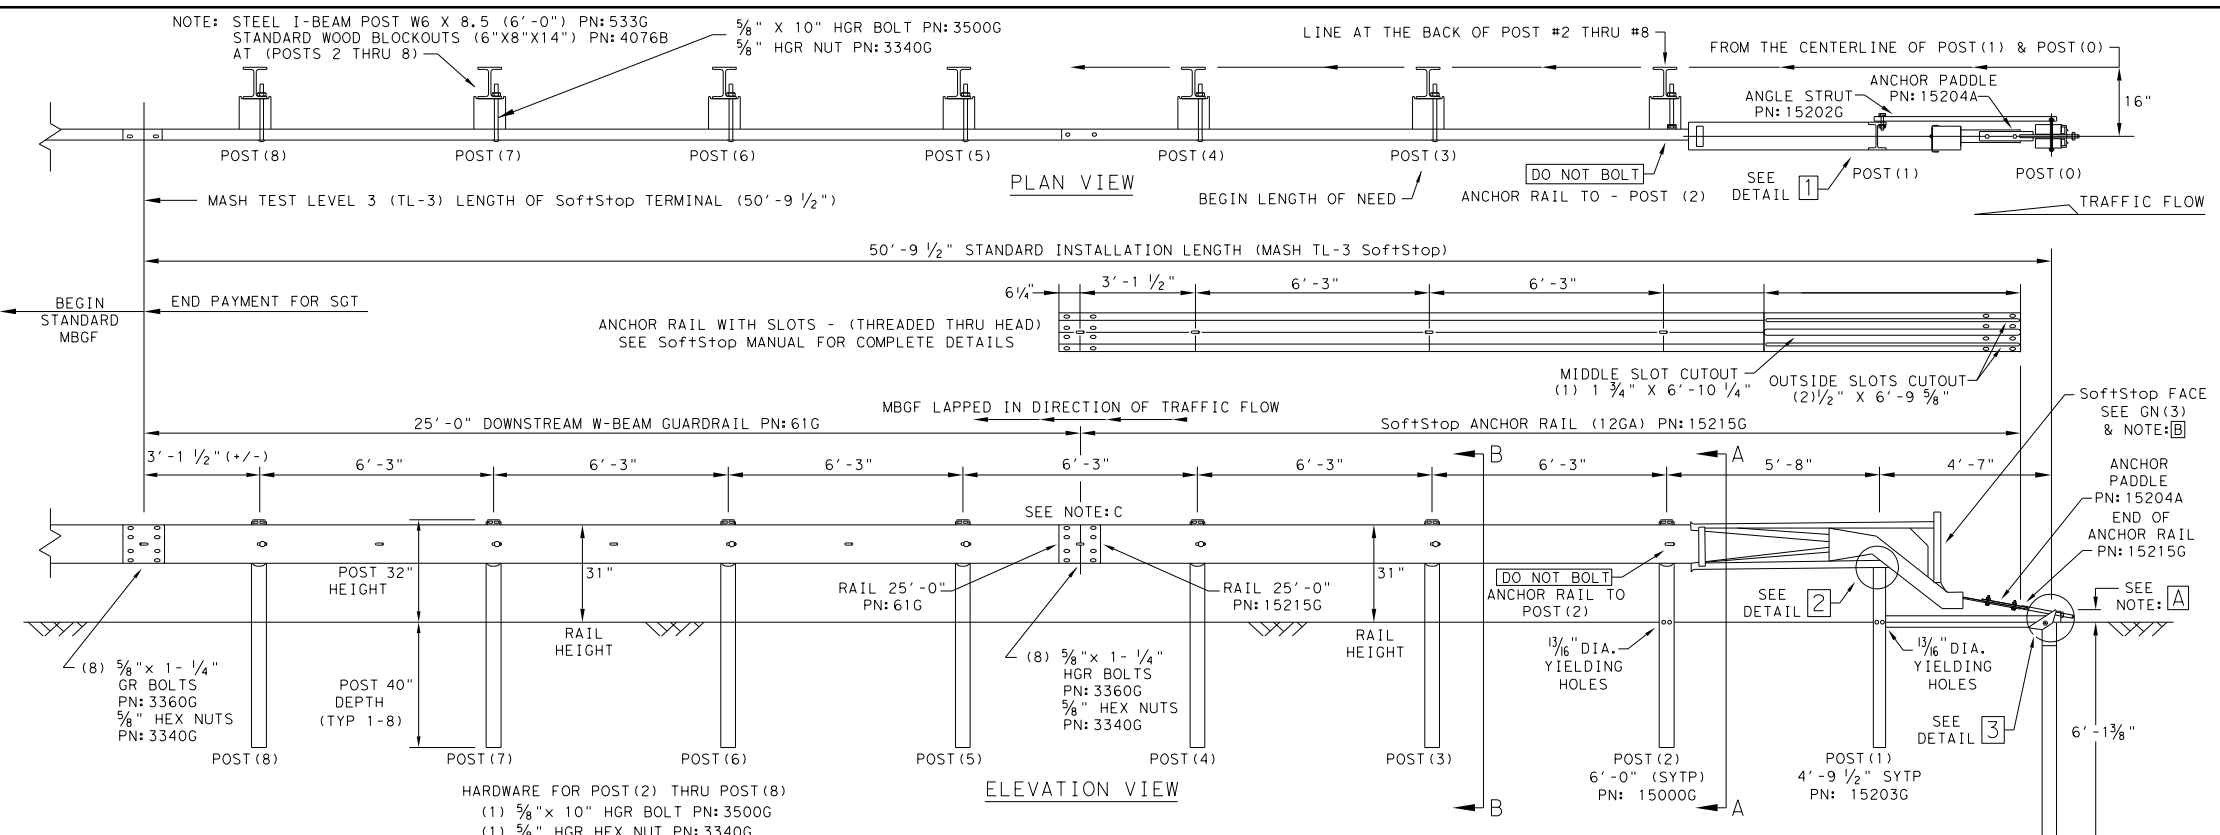 NOTE: STEEL I-BEAM POST W6 X 8.5 (6'-0") PN:533G
STANDARD WOOD BLOCKOUTS (6"X8"X14") PN:4076B
AT (POSTS 2 THRU 8)
⅝" X 10" HGR BOLT PN:3500G
⅝" HGR NUT PN:3340G
LINE AT THE BACK OF POST #2 THRU #8
FROM THE CENTERLINE OF POST(1) & POST(0)
ANCHOR PADDLE
PN:15204A
ANGLE STRUT
PN:15202G
16"
POST(8)
POST(7)
POST(6)
POST(5)
POST(4)
POST(3)
DO NOT BOLT
ANCHOR RAIL TO - POST (2)
SEE
DETAIL 1
POST(1)
POST(0)
PLAN VIEW
BEGIN LENGTH OF NEED
MASH TEST LEVEL 3 (TL-3) LENGTH OF SoftStop TERMINAL (50'-9 ½")
TRAFFIC FLOW
50'-9 ½" STANDARD INSTALLATION LENGTH (MASH TL-3 SoftStop)
BEGIN
STANDARD
MBGF
END PAYMENT FOR SGT
6¼"
3'-1 ½"
6'-3"
6'-3"
ANCHOR RAIL WITH SLOTS - (THREADED THRU HEAD)
SEE SoftStop MANUAL FOR COMPLETE DETAILS
MIDDLE SLOT CUTOUT
(1) 1 ¾" X 6'-10 ¼"
OUTSIDE SLOTS CUTOUT
(2)½" X 6'-9 ⅝"
SoftStop FACE
SEE GN(3)
& NOTE:B
MBGF LAPPED IN DIRECTION OF TRAFFIC FLOW
25'-0" DOWNSTREAM W-BEAM GUARDRAIL PN:61G
SoftStop ANCHOR RAIL (12GA) PN:15215G
3'-1 ½"(+/-)
6'-3"
6'-3"
6'-3"
6'-3"
6'-3"
6'-3"
5'-8"
4'-7"
B
A
ANCHOR
PADDLE
PN:15204A
END OF
ANCHOR RAIL
PN:15215G
SEE NOTE:C
POST 32"
HEIGHT
31"
RAIL
HEIGHT
RAIL 25'-0"
PN:61G
RAIL 25'-0"
PN:15215G
31"
RAIL
HEIGHT
DO NOT BOLT
ANCHOR RAIL TO
POST(2)
SEE
DETAIL 2
SEE
NOTE: A
(8) ⅝"x 1- ¼"
GR BOLTS
PN:3360G
⅝" HEX NUTS
PN:3340G
POST 40"
DEPTH
(TYP 1-8)
(8) ⅝"x 1- ¼"
HGR BOLTS
PN:3360G
⅝" HEX NUTS
PN:3340G
13/16" DIA.
YIELDING
HOLES
13/16" DIA.
YIELDING
HOLES
SEE
DETAIL 3
6'-1⅜"
POST(8)
POST(7)
POST(6)
POST(5)
POST(4)
POST(3)
POST(2)
6'-0" (SYTP)
PN: 15000G
POST(1)
4'-9 ½" SYTP
PN: 15203G
ELEVATION VIEW
B
A
HARDWARE FOR POST(2) THRU POST(8)
(1) ⅝"x 10" HGR BOLT PN:3500G
(1) ⅝" HGR HEX NUT PN:3340G